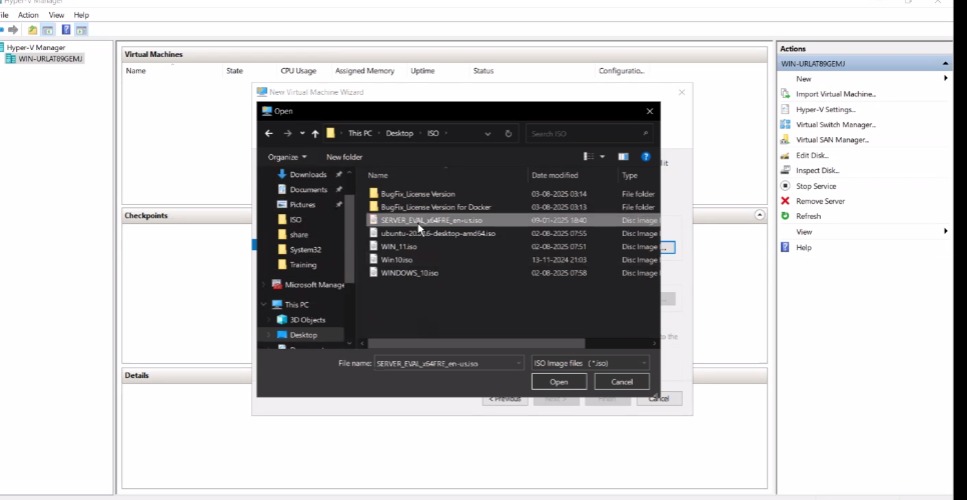 Hyper-V Manager
File Action View Help
Hyper-V Manager
WIN-URLAT89GEMJ
Virtual Machines
Name State CPU Usage Assigned Memory Uptime Status Configuratio...
New Virtual Machine Wizard
Open
This PC Desktop ISO Search ISO
Organize New folder
Name Date modified Type
Downloads
Documents
Pictures
ISO
share
System32
Training
Microsoft Manage
This PC
3D Objects
Desktop
BugFix_License Version 03-08-2025 03:14 File folder
BugFix_License Version for Docker 03-08-2025 03:13 File folder
SERVER_EVAL_x64FRE_en-us.iso 09-01-2025 18:40 Disc Image
desktop-amd64.iso 02-08-2025 07:55 Disc Image
WIN_11.iso 02-08-2025 07:51 Disc Image
Win10.iso 13-11-2024 21:03 Disc Image
WINDOWS_10.iso 02-08-2025 07:58 Disc Image
File name: SERVER_EVAL_x64FRE_en-us.iso ISO Image files (*.iso)
Open Cancel
to the
< Previous Next > Finish Cancel
Checkpoints
Details
Actions
WIN-URLAT89GEMJ
New
Import Virtual Machine...
Hyper-V Settings...
Virtual Switch Manager...
Virtual SAN Manager...
Edit Disk...
Inspect Disk...
Stop Service
Remove Server
Refresh
View
Help